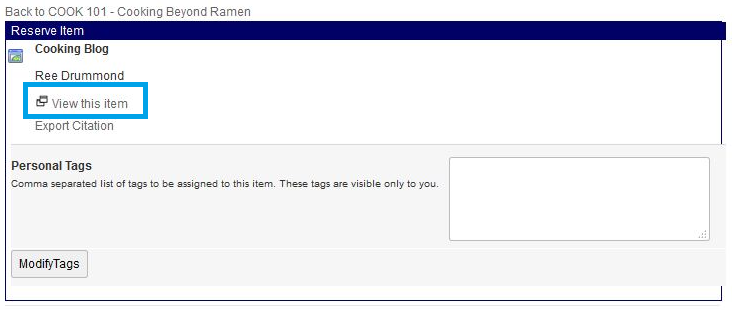 Back to COOK 101 - Cooking Beyond Ramen
Reserve Item
Cooking Blog
Ree Drummond
View this item
Export Citation
Personal Tags
Comma separated list of tags to be assigned to this item. These tags are visible only to you.
ModifyTags